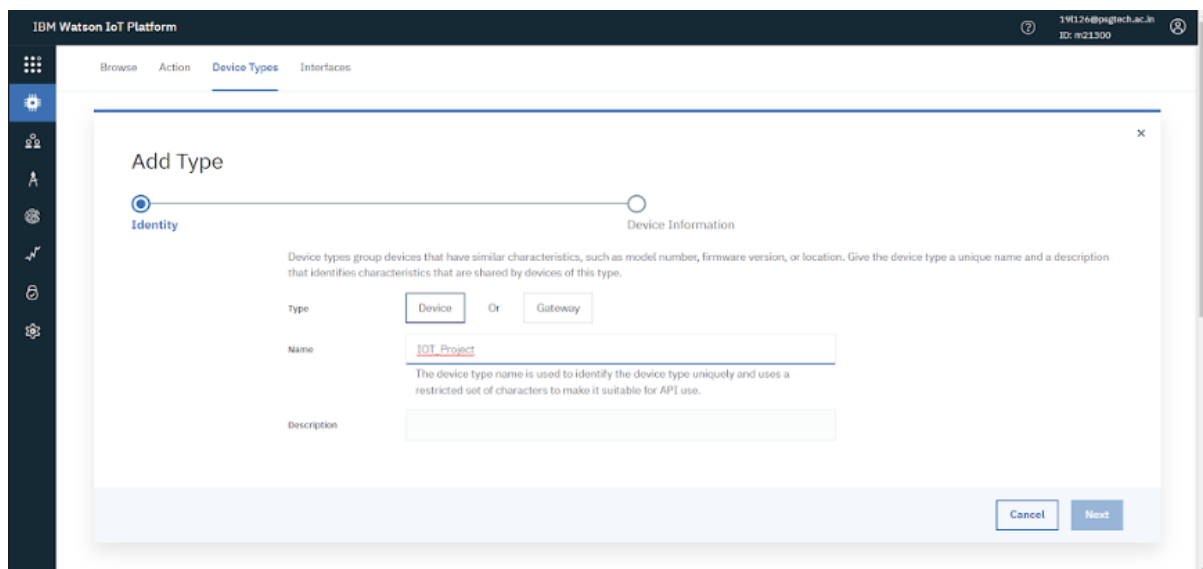 IBM Watson IoT Platform
19l126@psgtech.ac.in
ID: m21300
Browse Action Device Types Interfaces
Add Type
Identity
Device Information
Device types group devices that have similar characteristics, such as model number, firmware version, or location. Give the device type a unique name and a description
that identifies characteristics that are shared by devices of this type.
Type Device Or Gateway
Name IOT_Project
The device type name is used to identify the device type uniquely and uses a
restricted set of characters to make it suitable for API use.
Description
Cancel Next